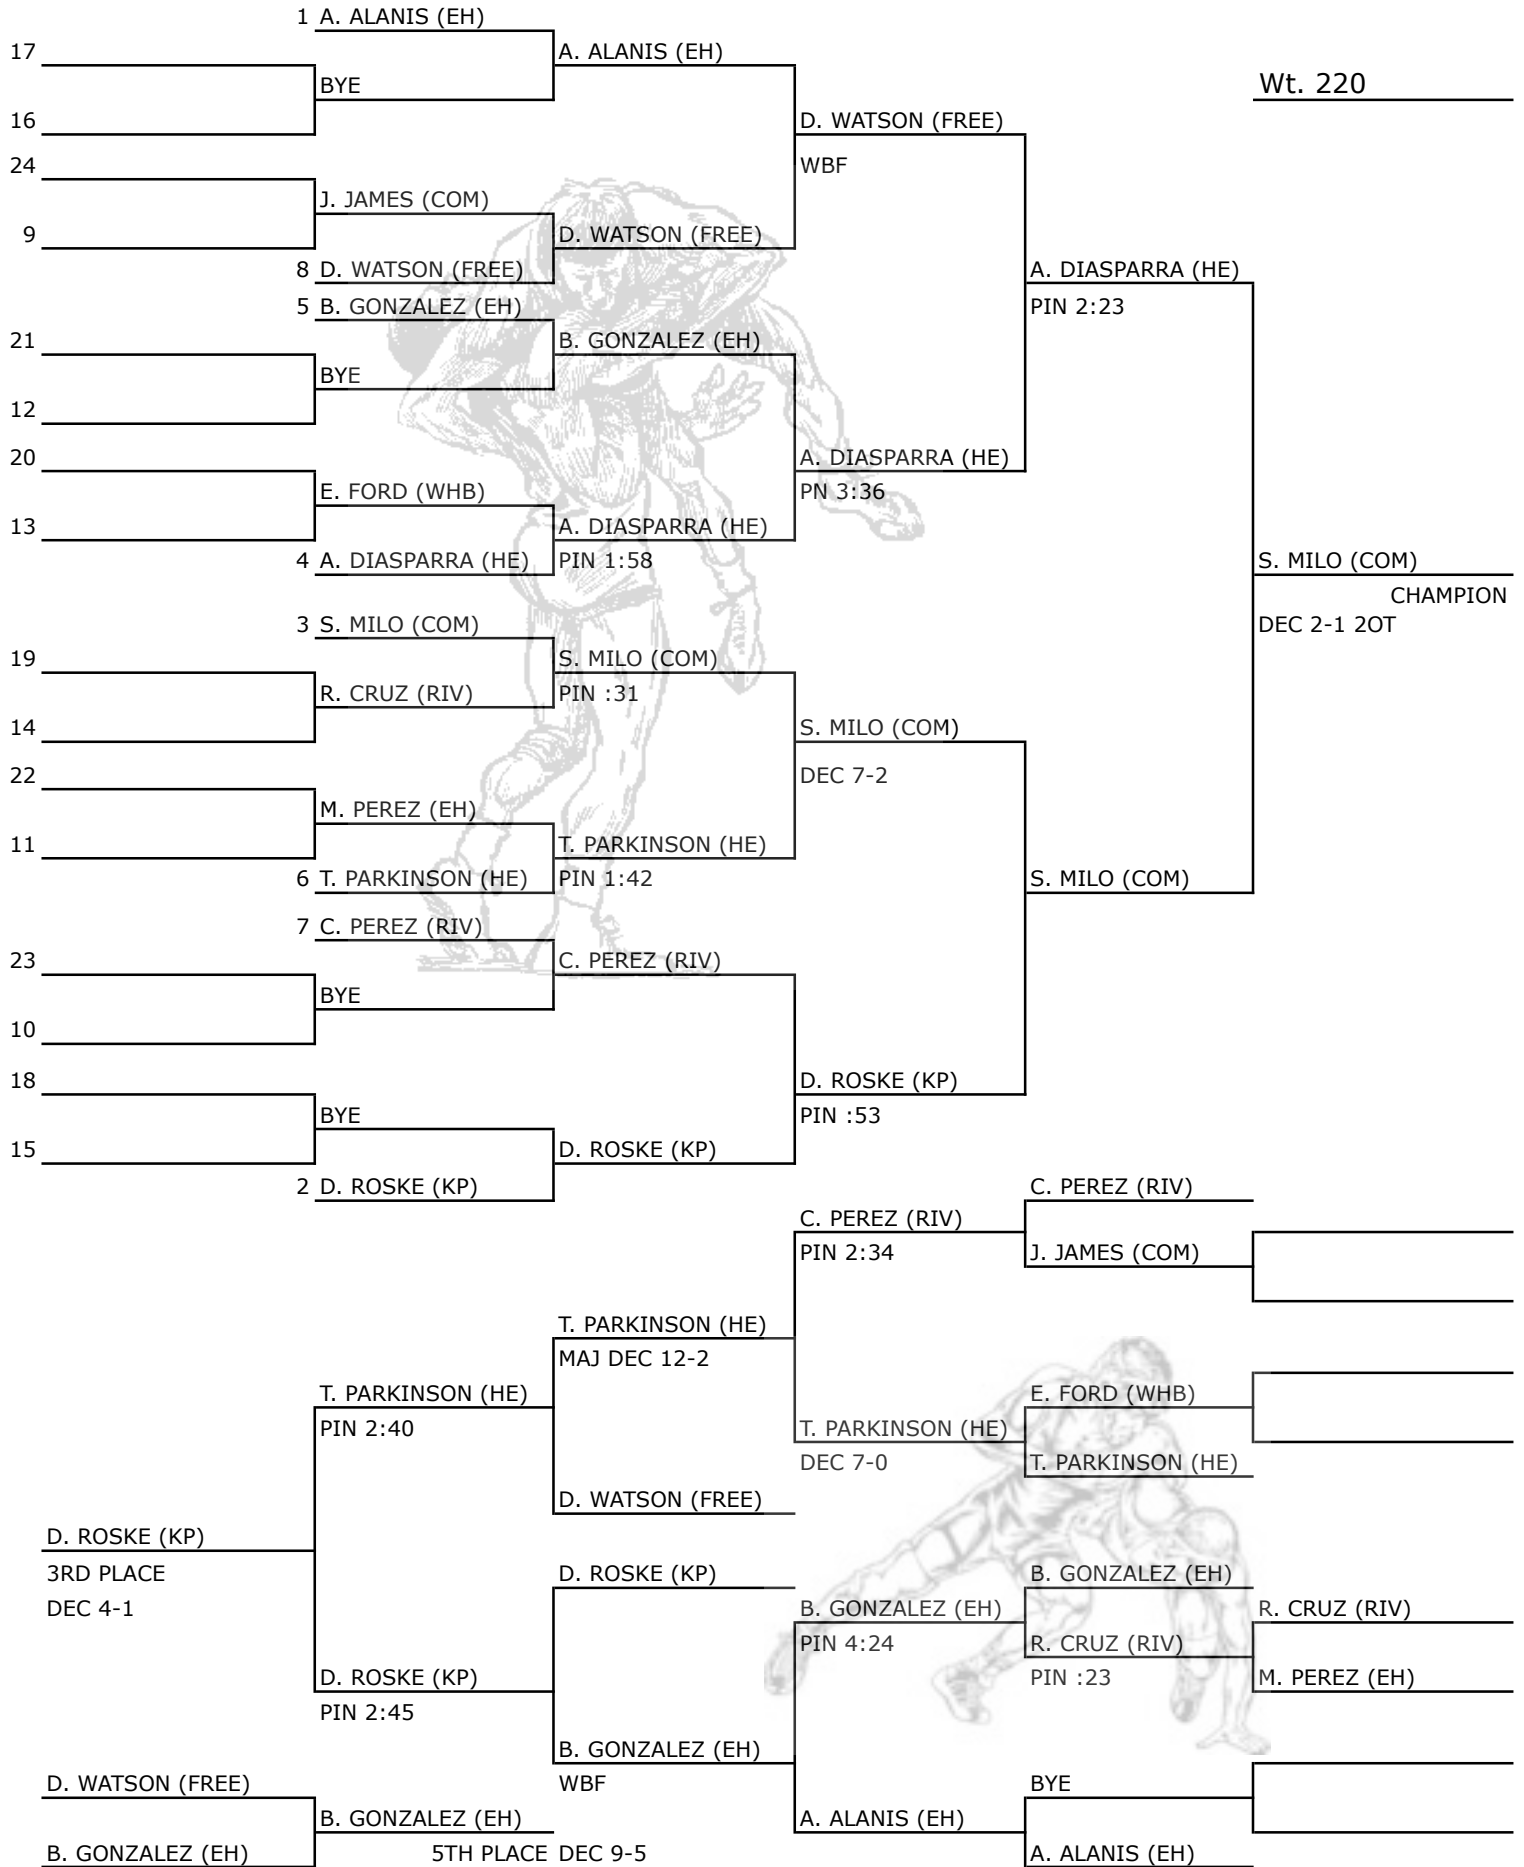 1 A. ALANIS (EH)
17
A. ALANIS (EH)
BYE
Wt. 220
16
D. WATSON (FREE)
24
WBF
J. JAMES (COM)
9
D. WATSON (FREE)
8 D. WATSON (FREE)
A. DIASPARRA (HE)
5 B. GONZALEZ (EH)
PIN 2:23
21
B. GONZALEZ (EH)
BYE
12
20
A. DIASPARRA (HE)
E. FORD (WHB)
PN 3:36
13
A. DIASPARRA (HE)
4 A. DIASPARRA (HE)
PIN 1:58
S. MILO (COM)
CHAMPION
3 S. MILO (COM)
DEC 2-1 2OT
19
S. MILO (COM)
R. CRUZ (RIV)
PIN :31
14
S. MILO (COM)
22
DEC 7-2
M. PEREZ (EH)
11
T. PARKINSON (HE)
6 T. PARKINSON (HE)
PIN 1:42
S. MILO (COM)
7 C. PEREZ (RIV)
23
C. PEREZ (RIV)
BYE
10
18
D. ROSKE (KP)
BYE
PIN :53
15
D. ROSKE (KP)
2 D. ROSKE (KP)
C. PEREZ (RIV)
C. PEREZ (RIV)
PIN 2:34
J. JAMES (COM)
T. PARKINSON (HE)
MAJ DEC 12-2
T. PARKINSON (HE)
E. FORD (WHB)
PIN 2:40
T. PARKINSON (HE)
DEC 7-0
T. PARKINSON (HE)
D. WATSON (FREE)
D. ROSKE (KP)
3RD PLACE
D. ROSKE (KP)
B. GONZALEZ (EH)
DEC 4-1
B. GONZALEZ (EH)
R. CRUZ (RIV)
PIN 4:24
R. CRUZ (RIV)
D. ROSKE (KP)
PIN :23
M. PEREZ (EH)
PIN 2:45
B. GONZALEZ (EH)
D. WATSON (FREE)
WBF
BYE
B. GONZALEZ (EH)
A. ALANIS (EH)
B. GONZALEZ (EH)
5TH PLACE DEC 9-5
A. ALANIS (EH)